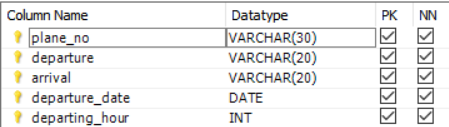 Column Name Datatype PK NN
plane_no VARCHAR(30)
departure VARCHAR(20)
arrival VARCHAR(20)
departure_date DATE
departing_hour INT